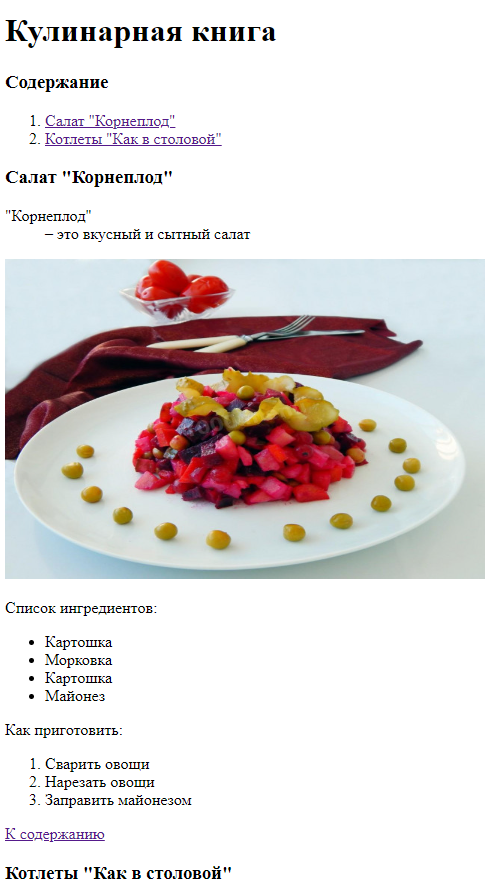 Кулинарная книга
Содержание
1. Салат "Корнеплод"
2. Котлеты "Как в столовой"
Салат "Корнеплод"
"Корнеплод"
– это вкусный и сытный салат
Список ингредиентов:
• Картошка
• Морковка
• Картошка
• Майонез
Как приготовить:
1. Сварить овощи
2. Нарезать овощи
3. Заправить майонезом
К содержанию
Котлеты "Как в столовой"